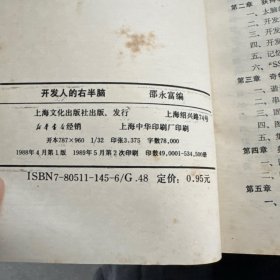 开发人的右半脑
邵永富编
上海文化出版社出版、发行 上海绍兴路74号
新华书店经销 上海中华印刷厂印刷
开本787×960 1/32 印张3.375 字数78,000
1988年4月第1版 1989年5月第2次印刷 印数49,001-534,500册
ISBN7-80511-145-6/G·48 定价：0.95元
第二章
第三章
第四章
第五章